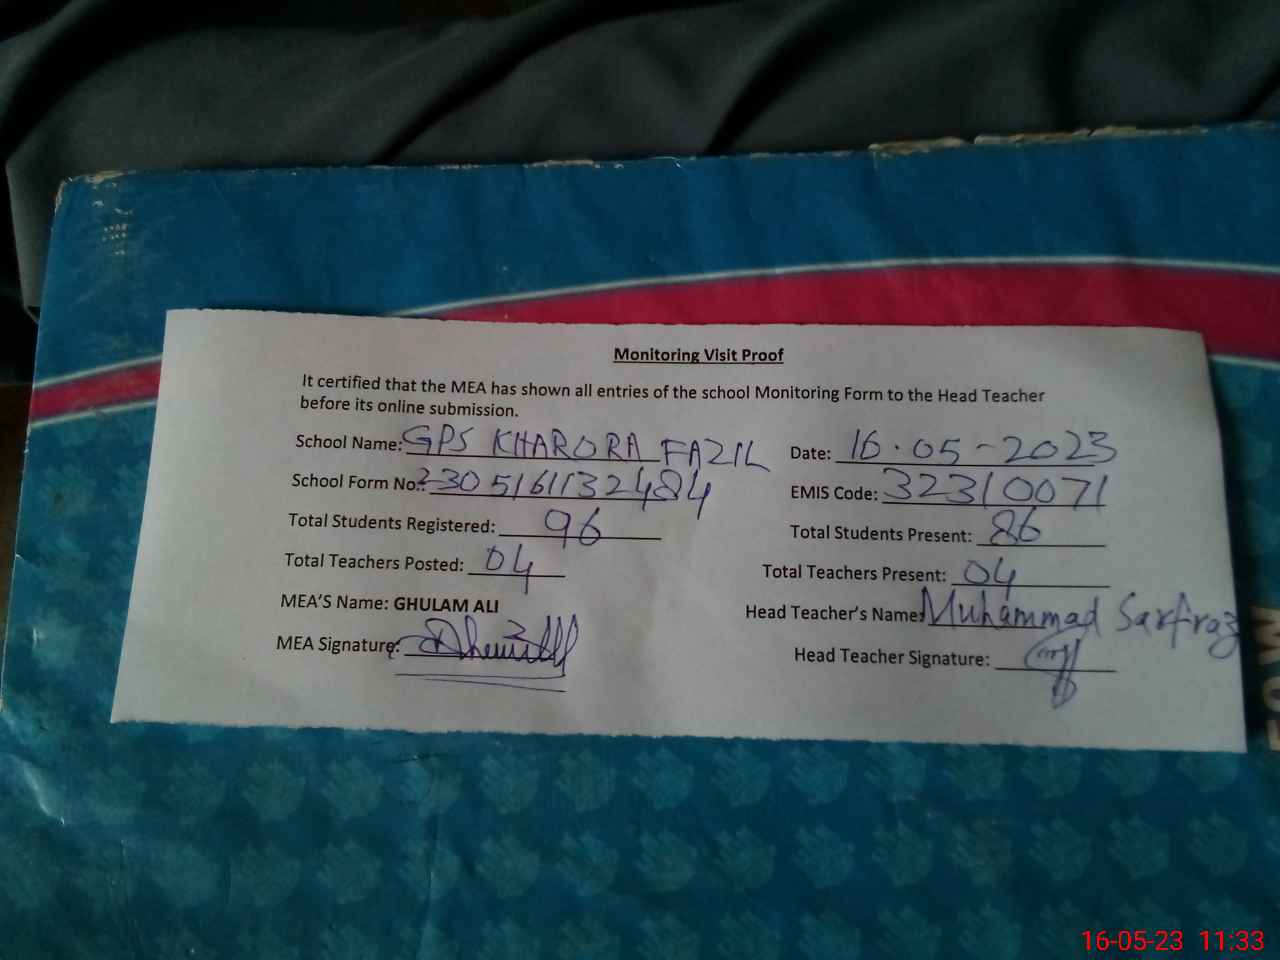 Monitoring Visit Proof
It certified that the MEA has shown all entries of the school Monitoring Form to the Head Teacher
before its online submission.
School Name: GPS KHARORA FAZIL Date: 16.05-2023
School Form No.: 2305161132484 EMIS Code: 32310071
Total Students Registered: 96 Total Students Present: 86
Total Teachers Posted: 04 Total Teachers Present: 04
MEA'S Name: GHULAM ALI Head Teacher's Name: Muhammad Sarfraz
MEA Signature: Head Teacher Signature:
16-05-23 11:33